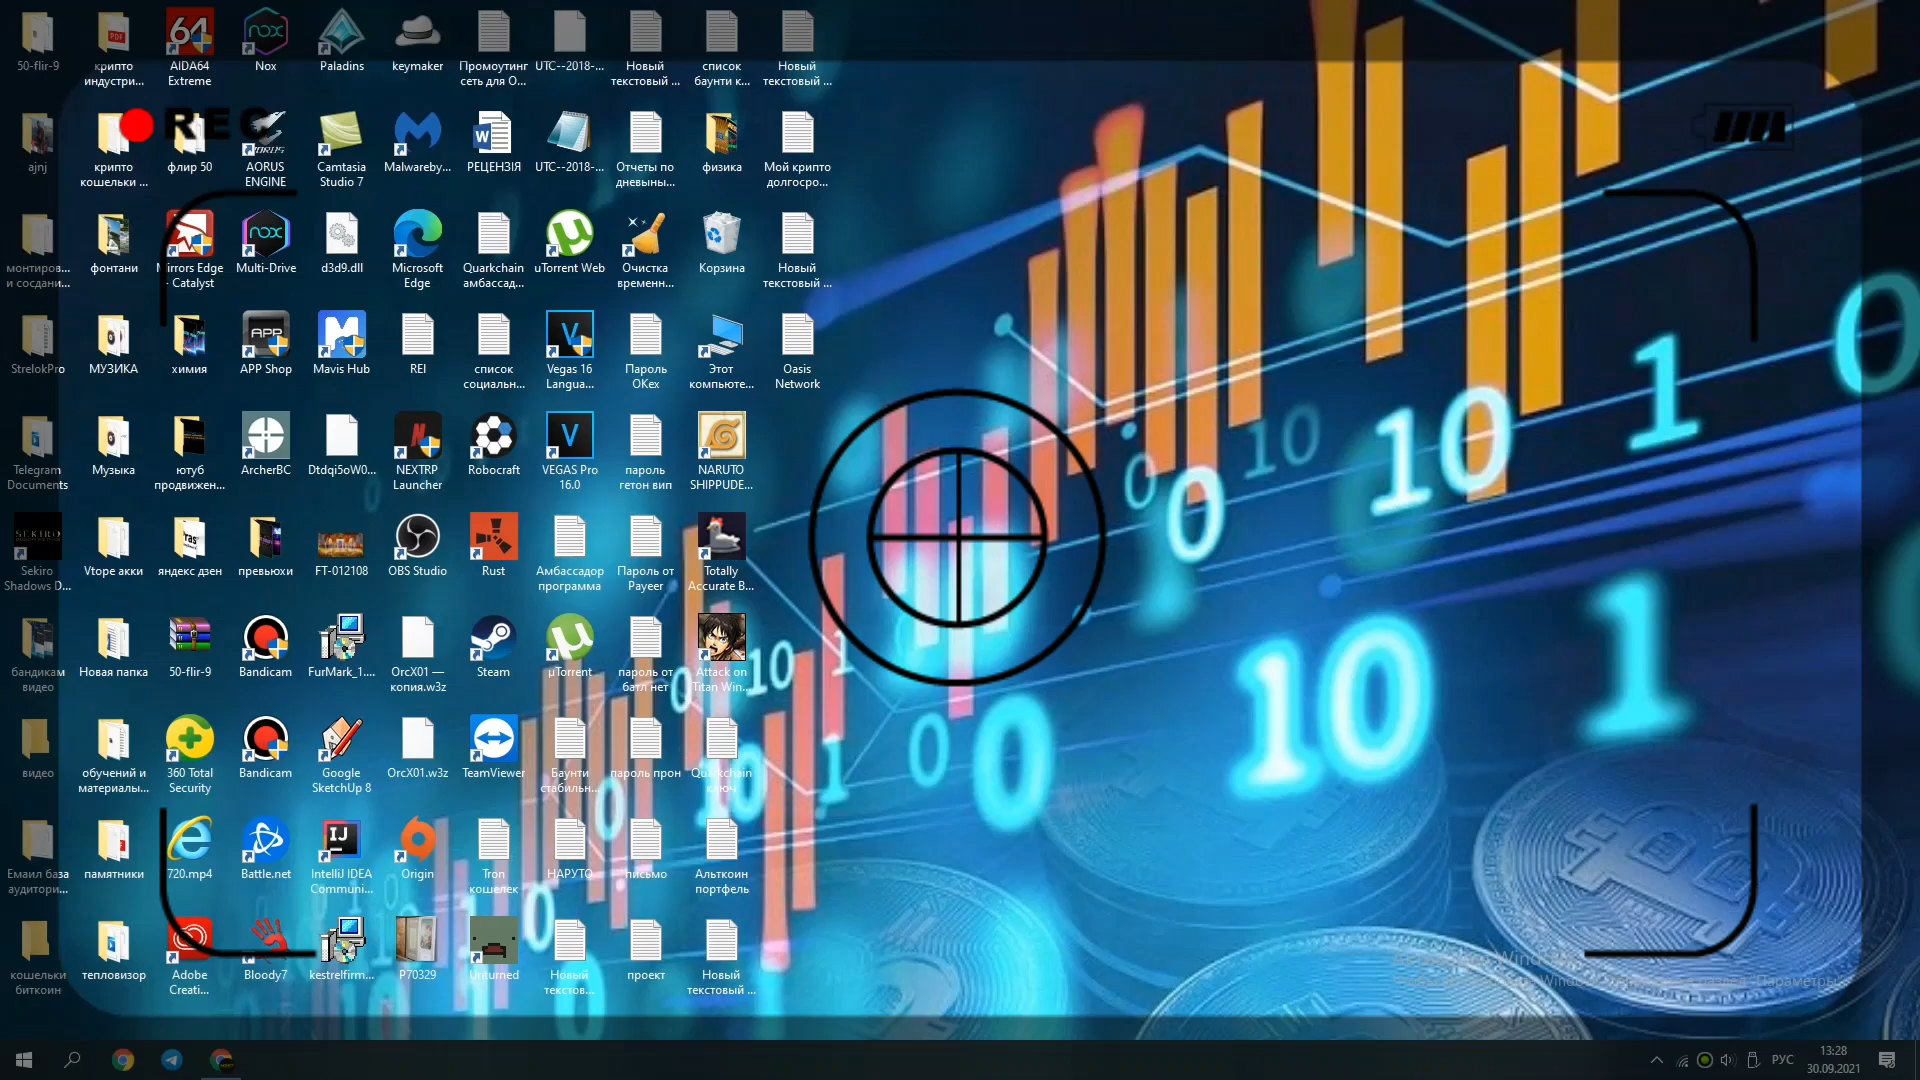 50-flir-9
крипто
индустри...
AIDA64
Extreme
Nox
Paladins
keymaker
Промоутинг
сеть для О...
UTC--2018-...
Новый
текстовый ...
список
баунти к...
Новый
текстовый ...
REC
ajnj
крипто
кошельки ...
флир 50
AORUS
ENGINE
Camtasia
Studio 7
Malwareby...
РЕЦЕНЗІЯ
UTC--2018-...
Отчеты по
дневыны...
физика
Мой крипто
долгосро...
монтиров...
и сосдани...
фонтани
Mirrors Edge
- Catalyst
Multi-Drive
d3d9.dll
Microsoft
Edge
Quarkchain
амбассад...
uTorrent Web
Очистка
временн...
Корзина
Новый
текстовый ...
StrelokPro
МУЗИКА
химия
APP Shop
Mavis Hub
REI
список
социальн...
Vegas 16
Langua...
Пароль
OKex
Этот
компьюте...
Oasis
Network
Telegram
Documents
Музыка
ютуб
продвижен...
ArcherBC
Dtdqi5oW0...
NEXTRP
Launcher
Robocraft
VEGAS Pro
16.0
пароль
гетон вип
NARUTO
SHIPPUDE...
Sekiro
Shadows D...
Vtope акки
яндекс дзен
превьюхи
FT-012108
OBS Studio
Rust
Амбассадор
программа
Пароль от
Payeer
Totally
Accurate B...
бандикам
видео
Новая папка
50-flir-9
Bandicam
FurMark_1....
OrcX01 —
копия.w3z
Steam
µTorrent
пароль от
батл нет
Attack on
Titan Win...
видео
обучений и
материалы...
360 Total
Security
Bandicam
Google
SketchUp 8
OrcX01.w3z
TeamViewer
Баунти
стабильн...
пароль прон
Quarkchain
ключ
Емаил база
аудитори...
памятники
720.mp4
Battle.net
IntelliJ IDEA
Communi...
Origin
Tron
кошелек
НАРУТО
письмо
Альткоин
портфель
кошельки
биткоин
тепловизор
Adobe
Creati...
Bloody7
kestrelfirm...
P70329
Unturned
Новый
текстов...
проект
Новый
текстовый ...
РУС
13:28
30.09.2021